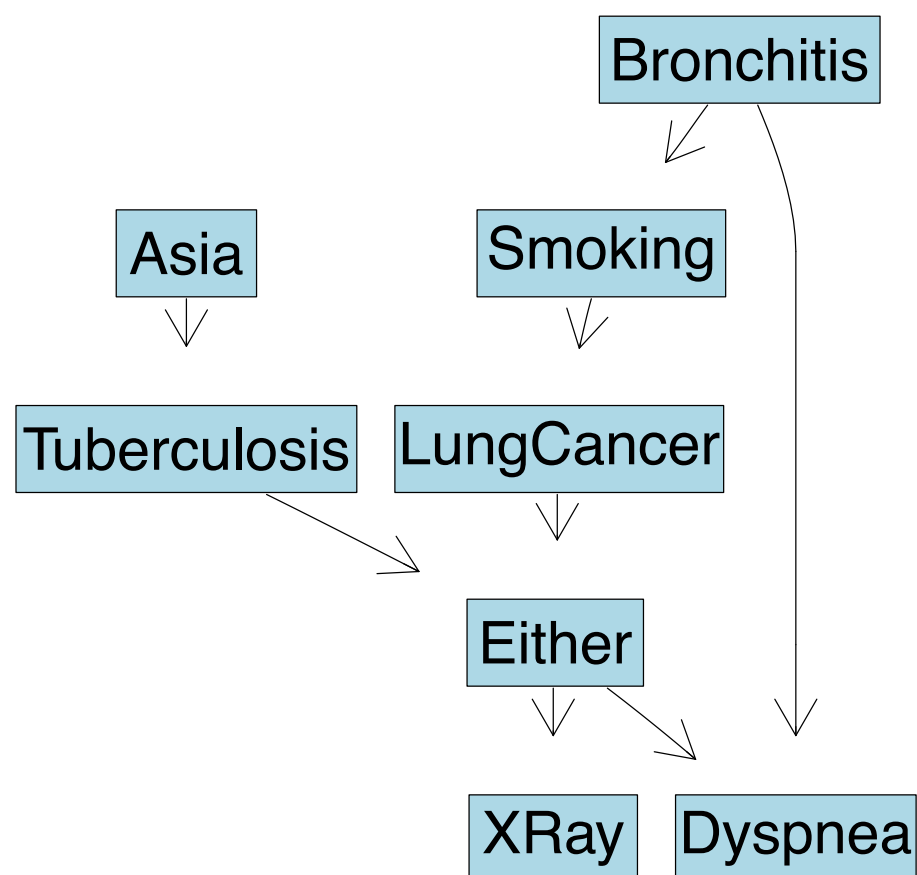 Bronchitis
Asia
Smoking
Tuberculosis
LungCancer
Either
XRay
Dyspnea